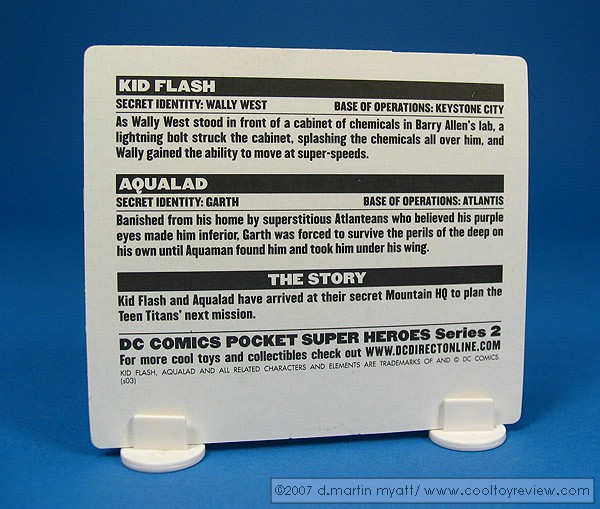 KID FLASH
SECRET IDENTITY: WALLY WEST BASE OF OPERATIONS: KEYSTONE CITY
As Wally West stood in front of a cabinet of chemicals in Barry Allen's lab, a
lightning bolt struck the cabinet, splashing the chemicals all over him, and
Wally gained the ability to move at super-speeds.
AQUALAD
SECRET IDENTITY: GARTH BASE OF OPERATIONS: ATLANTIS
Banished from his home by superstitious Atlanteans who believed his purple
eyes made him inferior, Garth was forced to survive the perils of the deep on
his own until Aquaman found him and took him under his wing.
THE STORY
Kid Flash and Aqualad have arrived at their secret Mountain HQ to plan the
Teen Titans' next mission.
DC COMICS POCKET SUPER HEROES Series 2
For more cool toys and collectibles check out WWW.DCDIRECTONLINE.COM
KID FLASH, AQUALAD AND ALL RELATED CHARACTERS AND ELEMENTS ARE TRADEMARKS OF AND © DC COMICS.
(s03)
©2007 d.martin myatt/ www.cooltoyreview.com